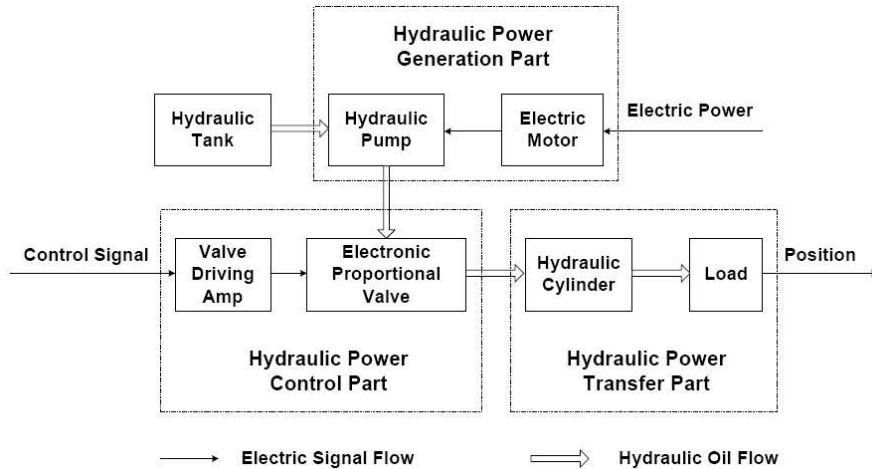 Hydraulic Power
Generation Part
Hydraulic
Tank
Hydraulic
Pump
Electric
Motor
Electric Power
Control Signal
Valve
Driving
Amp
Electronic
Proportional
Valve
Hydraulic
Cylinder
Load
Position
Hydraulic Power
Control Part
Hydraulic Power
Transfer Part
Electric Signal Flow
Hydraulic Oil Flow